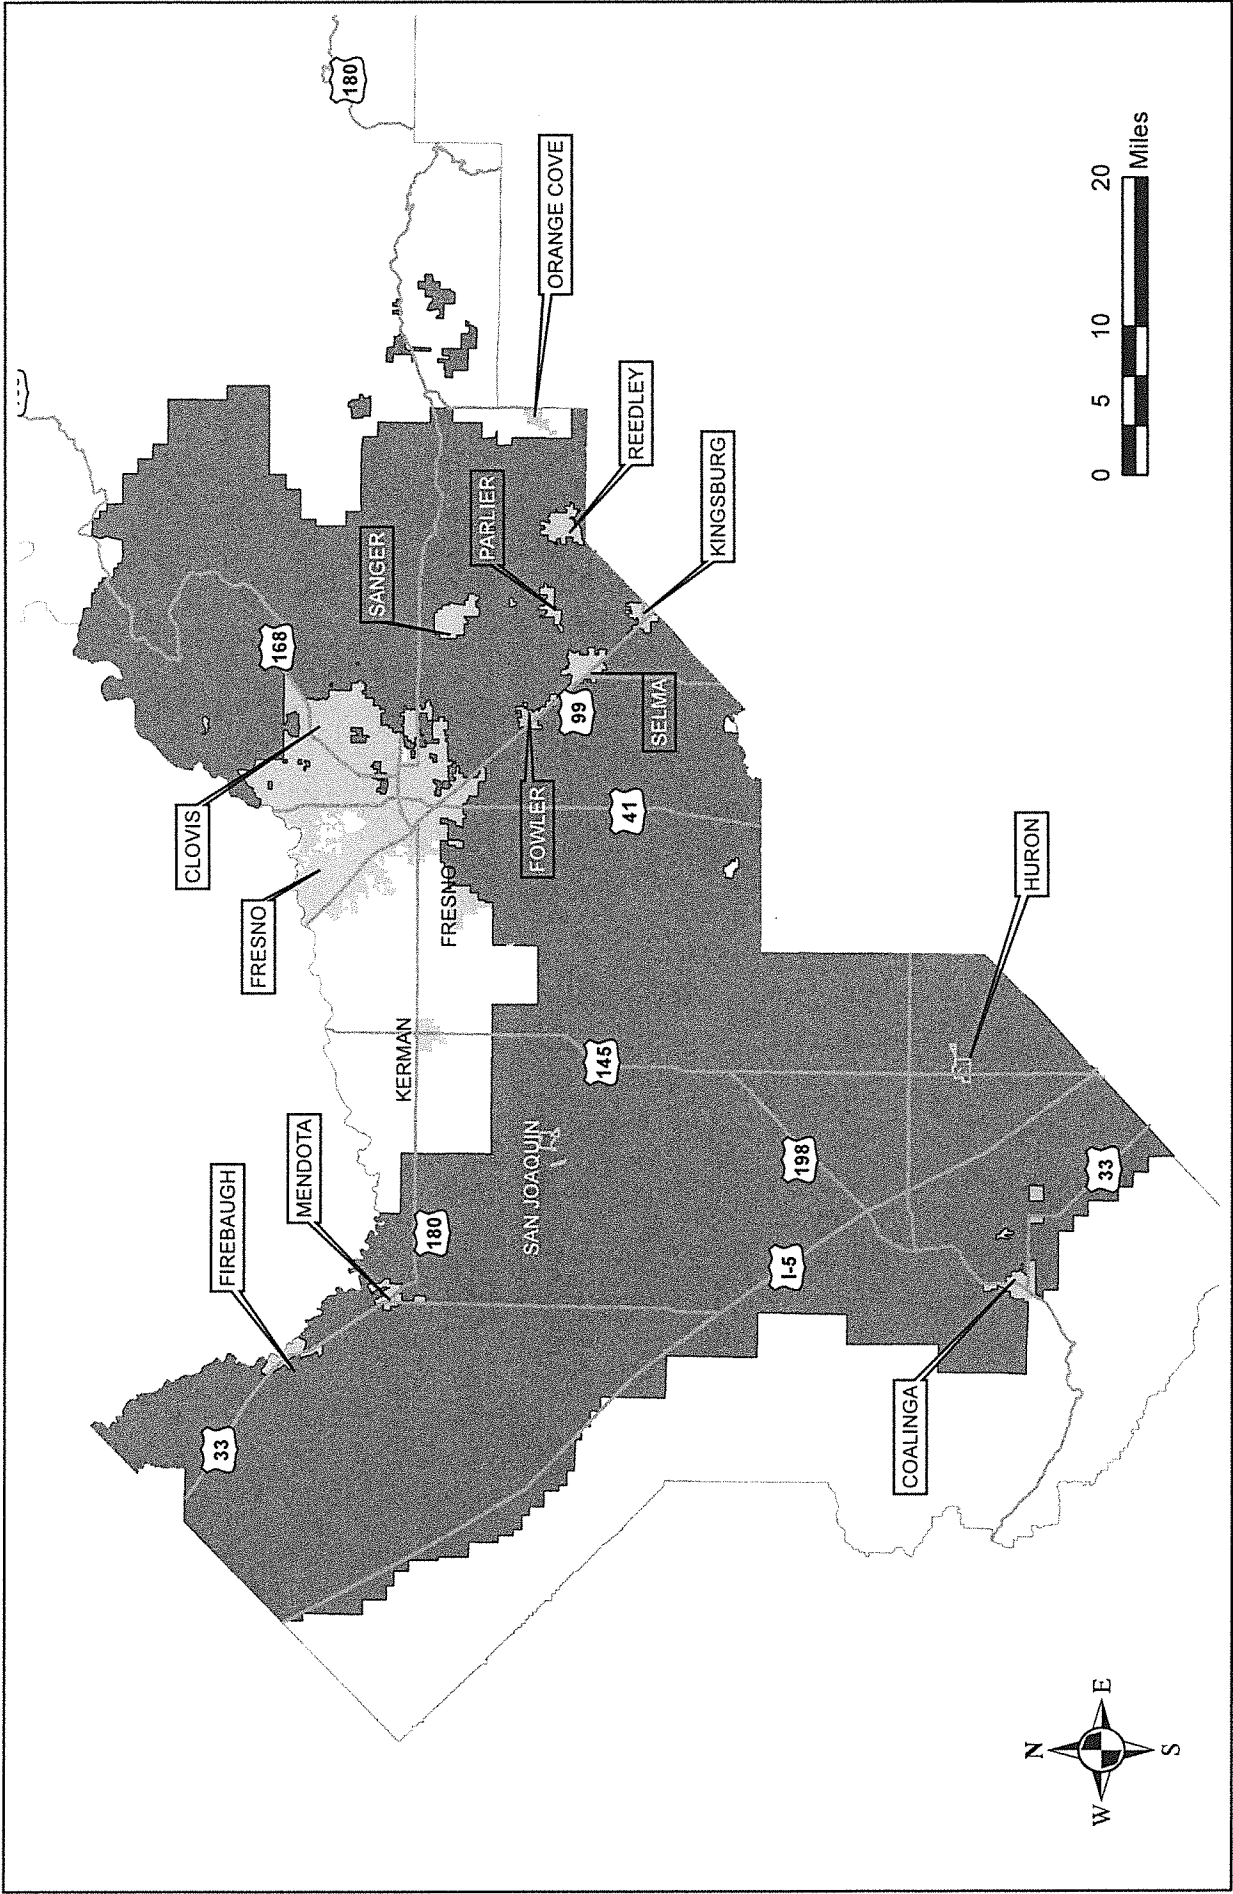 180
168
CLOVIS
FRESNO
SANGER
ORANGE COVE
PARLIER
REEDLEY
KINGSBURG
99
SELMA
FOWLER
41
FRESNO
KERMAN
MENDOTA
FIREBAUGH
33
180
SAN JOAQUIN
145
198
I-5
HURON
33
COALINGA
0 5 10 20
Miles
N
W E
S